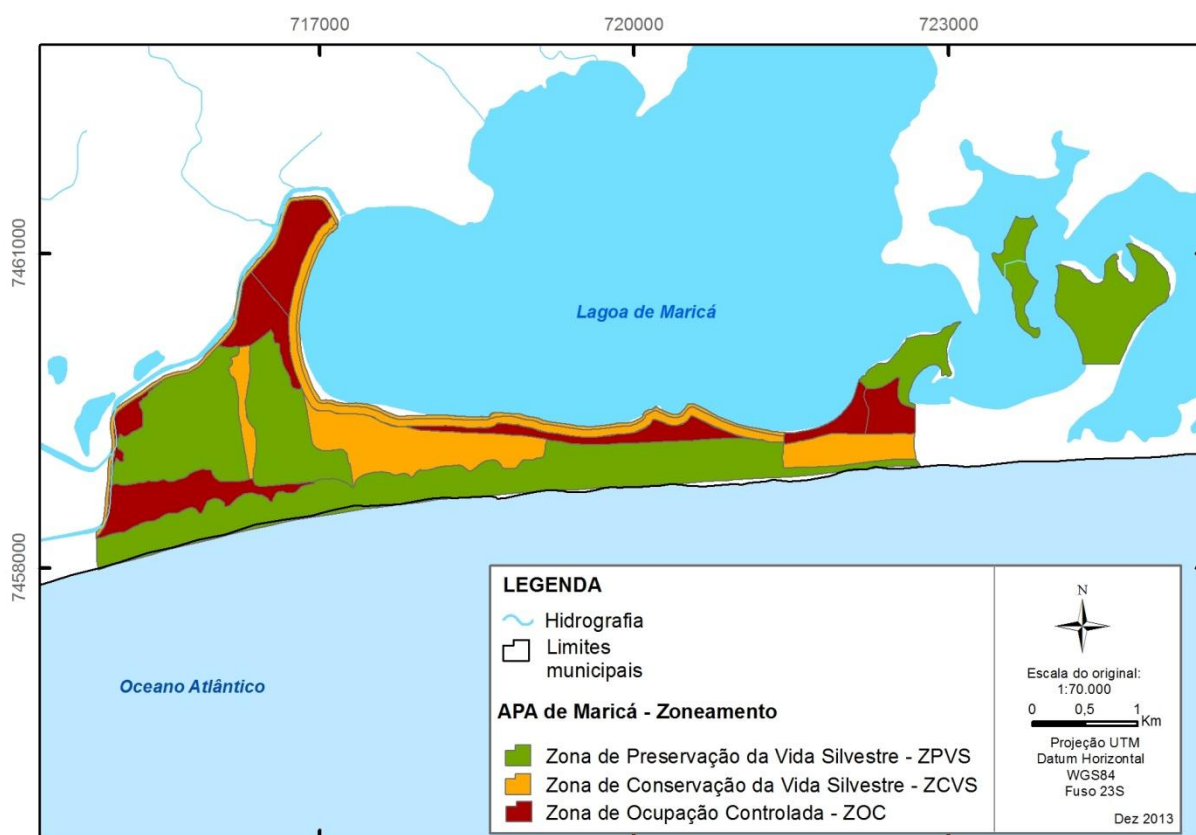 717000
720000
723000
7461000
Lagoa de Maricá
7458000
Oceano Atlântico
LEGENDA
Hidrografia
Limites
municipais
APA de Maricá - Zoneamento
Zona de Preservação da Vida Silvestre - ZPVS
Zona de Conservação da Vida Silvestre - ZCVS
Zona de Ocupação Controlada - ZOC
N
Escala do original:
1:70.000
0 0,5 1
Km
Projeção UTM
Datum Horizontal
WGS84
Fuso 23S
Dez 2013